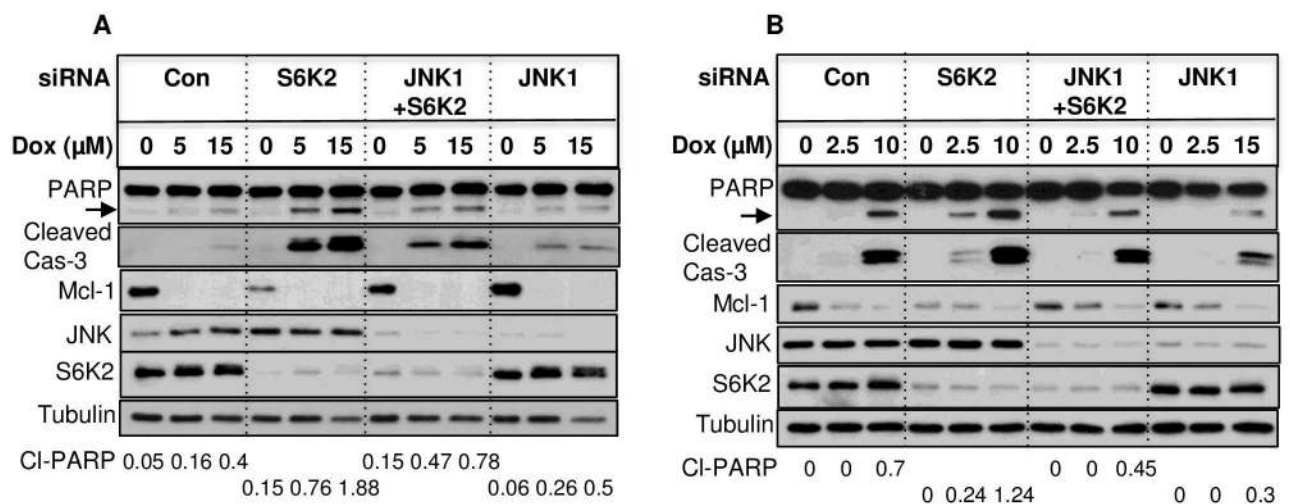 A
siRNA Con S6K2 JNK1 +S6K2 JNK1
Dox (µM) 0 5 15 0 5 15 0 5 15 0 5 15
PARP
Cleaved
Cas-3
Mcl-1
JNK
S6K2
Tubulin
Cl-PARP 0.05 0.16 0.4 0.15 0.47 0.78
0.15 0.76 1.88 0.06 0.26 0.5
B
siRNA Con S6K2 JNK1 +S6K2 JNK1
Dox (µM) 0 2.5 10 0 2.5 10 0 2.5 10 0 2.5 15
PARP
Cleaved
Cas-3
Mcl-1
JNK
S6K2
Tubulin
Cl-PARP 0 0 0.7 0 0 0.45
0 0.24 1.24 0 0 0.3